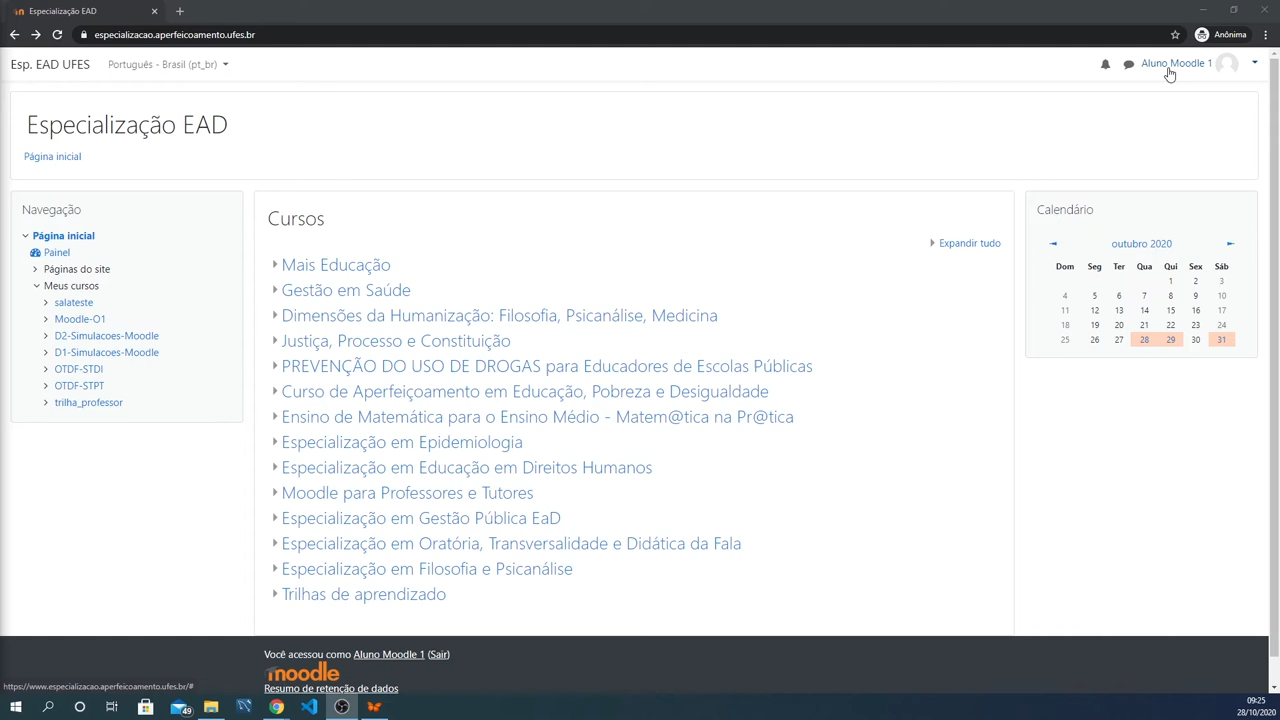 Especialização EAD
especializacao.aperfeicoamento.ufes.br
Anônima
Esp. EAD UFES
Português - Brasil (pt_br)
Aluno Moodle 1
Especialização EAD
Página inicial
Navegação
Página inicial
Painel
Páginas do site
Meus cursos
salateste
Moodle-O1
D2-Simulacoes-Moodle
D1-Simulacoes-Moodle
OTDF-STDI
OTDF-STPT
trilha_professor
Cursos
Expandir tudo
Mais Educação
Gestão em Saúde
Dimensões da Humanização: Filosofia, Psicanálise, Medicina
Justiça, Processo e Constituição
PREVENÇÃO DO USO DE DROGAS para Educadores de Escolas Públicas
Curso de Aperfeiçoamento em Educação, Pobreza e Desigualdade
Ensino de Matemática para o Ensino Médio - Matem@tica na Pr@tica
Especialização em Epidemiologia
Especialização em Educação em Direitos Humanos
Moodle para Professores e Tutores
Especialização em Gestão Pública EaD
Especialização em Oratória, Transversalidade e Didática da Fala
Especialização em Filosofia e Psicanálise
Trilhas de aprendizado
Calendário
outubro 2020
Dom Seg Ter Qua Qui Sex Sáb
1 2 3
4 5 6 7 8 9 10
11 12 13 14 15 16 17
18 19 20 21 22 23 24
25 26 27 28 29 30 31
Você acessou como Aluno Moodle 1 (Sair)
moodle
Resumo de retenção de dados
https://www.especializacao.aperfeicoamento.ufes.br/#
49
09:25
28/10/2020